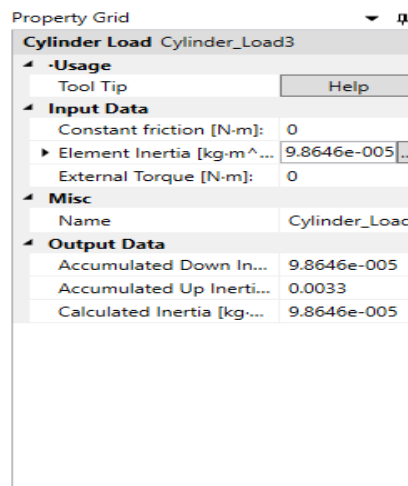 Property Grid
Cylinder Load Cylinder_Load3
·Usage
Tool Tip Help
Input Data
Constant friction [N·m]: 0
Element Inertia [kg·m^... 9.8646e-005 ...
External Torque [N·m]: 0
Misc
Name Cylinder_Load
Output Data
Accumulated Down In... 9.8646e-005
Accumulated Up Inerti... 0.0033
Calculated Inertia [kg·... 9.8646e-005